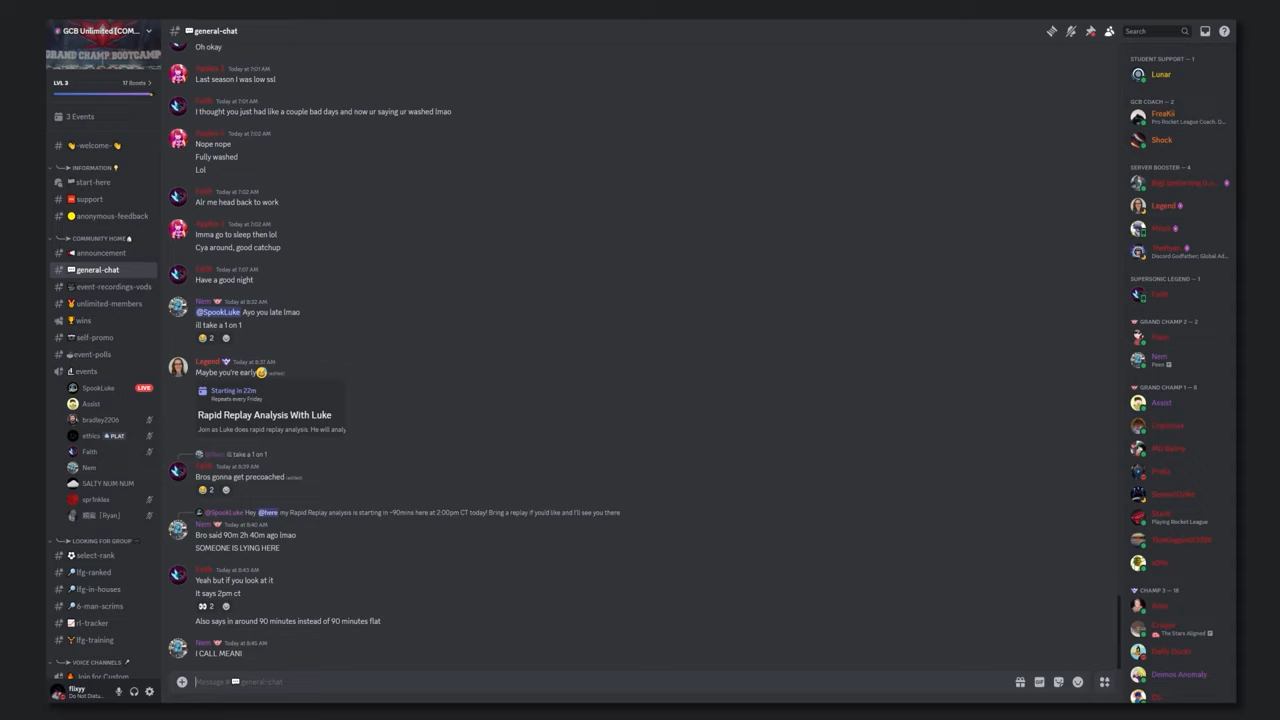 GCB Unlimited [COM...
GRAND CHAMP BOOTCAMP
LVL 3
17 Boosts
3 Events
-welcome-
INFORMATION
start-here
support
anonymous-feedback
COMMUNITY HOME
announcement
general-chat
event-recordings-vods
unlimited-members
wins
self-promo
event-polls
events
SpookLuke LIVE
Assist
bradley2206
ethics PLAT
Faith
Nem
SALTY NUM NUM
spr1nkles
[Ryan]
LOOKING FOR GROUP
select-rank
lfg-ranked
lfg-in-houses
6-man-scrims
rl-tracker
lfg-training
VOICE CHANNELS
Join for Custom
flixyy
Do Not Distu...
general-chat
Oh okay
Today at 7:01 AM
Last season I was low ssl
Faith Today at 7:01 AM
I thought you just had like a couple bad days and now ur saying ur washed lmao
Today at 7:02 AM
Nope nope
Fully washed
Lol
Faith Today at 7:02 AM
Alr me head back to work
Today at 7:02 AM
Imma go to sleep then lol
Cya around, good catchup
Faith Today at 7:07 AM
Have a good night
Nem Today at 8:32 AM
@SpookLuke Ayo you late lmao
ill take a 1 on 1
2
Legend Today at 8:37 AM
Maybe you're early (edited)
Starting in 22m
Repeats every Friday
Rapid Replay Analysis With Luke
Join as Luke does rapid replay analysis. He will analy
@Nem ill take a 1 on 1
Faith Today at 8:39 AM
Bros gonna get precoached (edited)
2
@SpookLuke Hey @here my Rapid Replay analysis is starting in ~90mins here at 2:00pm CT today! Bring a replay if you'd like and I'll see you there
Nem Today at 8:40 AM
Bro said 90m 2h 40m ago lmao
SOMEONE IS LYING HERE
Faith Today at 8:43 AM
Yeah but if you look at it
It says 2pm ct
2
Also says in around 90 minutes instead of 90 minutes flat
Nem Today at 8:45 AM
I CALL MEANI
Message # general-chat
GIF
Search
STUDENT SUPPORT — 1
Lunar
GCB COACH — 2
FreaKii
Pro Rocket League Coach, D...
Shock
SERVER BOOSTER — 4
Legend
Discord Godfather; Global Ad...
SUPERSONIC LEGEND — 1
Faith
GRAND CHAMP 2 — 2
Nem
Peen
GRAND CHAMP 1 — 6
Assist
Playing Rocket League
CHAMP 3 — 18
The Stars Aligned
Daffy Duckl
Deimos Anomaly